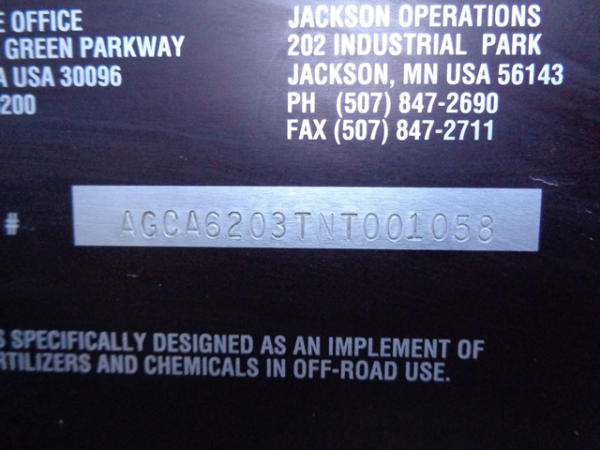 E OFFICE
GREEN PARKWAY
A USA 30096
200
JACKSON OPERATIONS
202 INDUSTRIAL PARK
JACKSON, MN USA 56143
PH (507) 847-2690
FAX (507) 847-2711
# AGCA6203TNT001058
S SPECIFICALLY DESIGNED AS AN IMPLEMENT OF
RTILIZERS AND CHEMICALS IN OFF-ROAD USE.